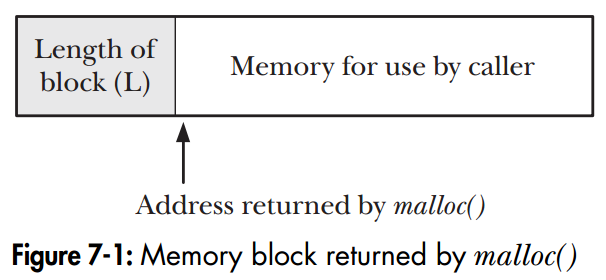 Length of
block (L)
Memory for use by caller
Address returned by malloc()
Figure 7-1: Memory block returned by malloc()